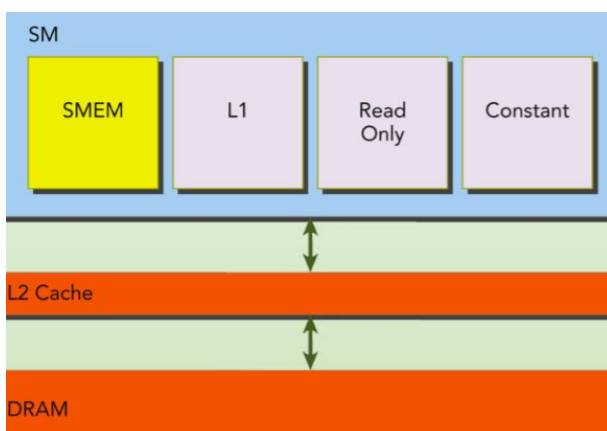 SM
SMEM
L1
Read
Only
Constant
L2 Cache
DRAM